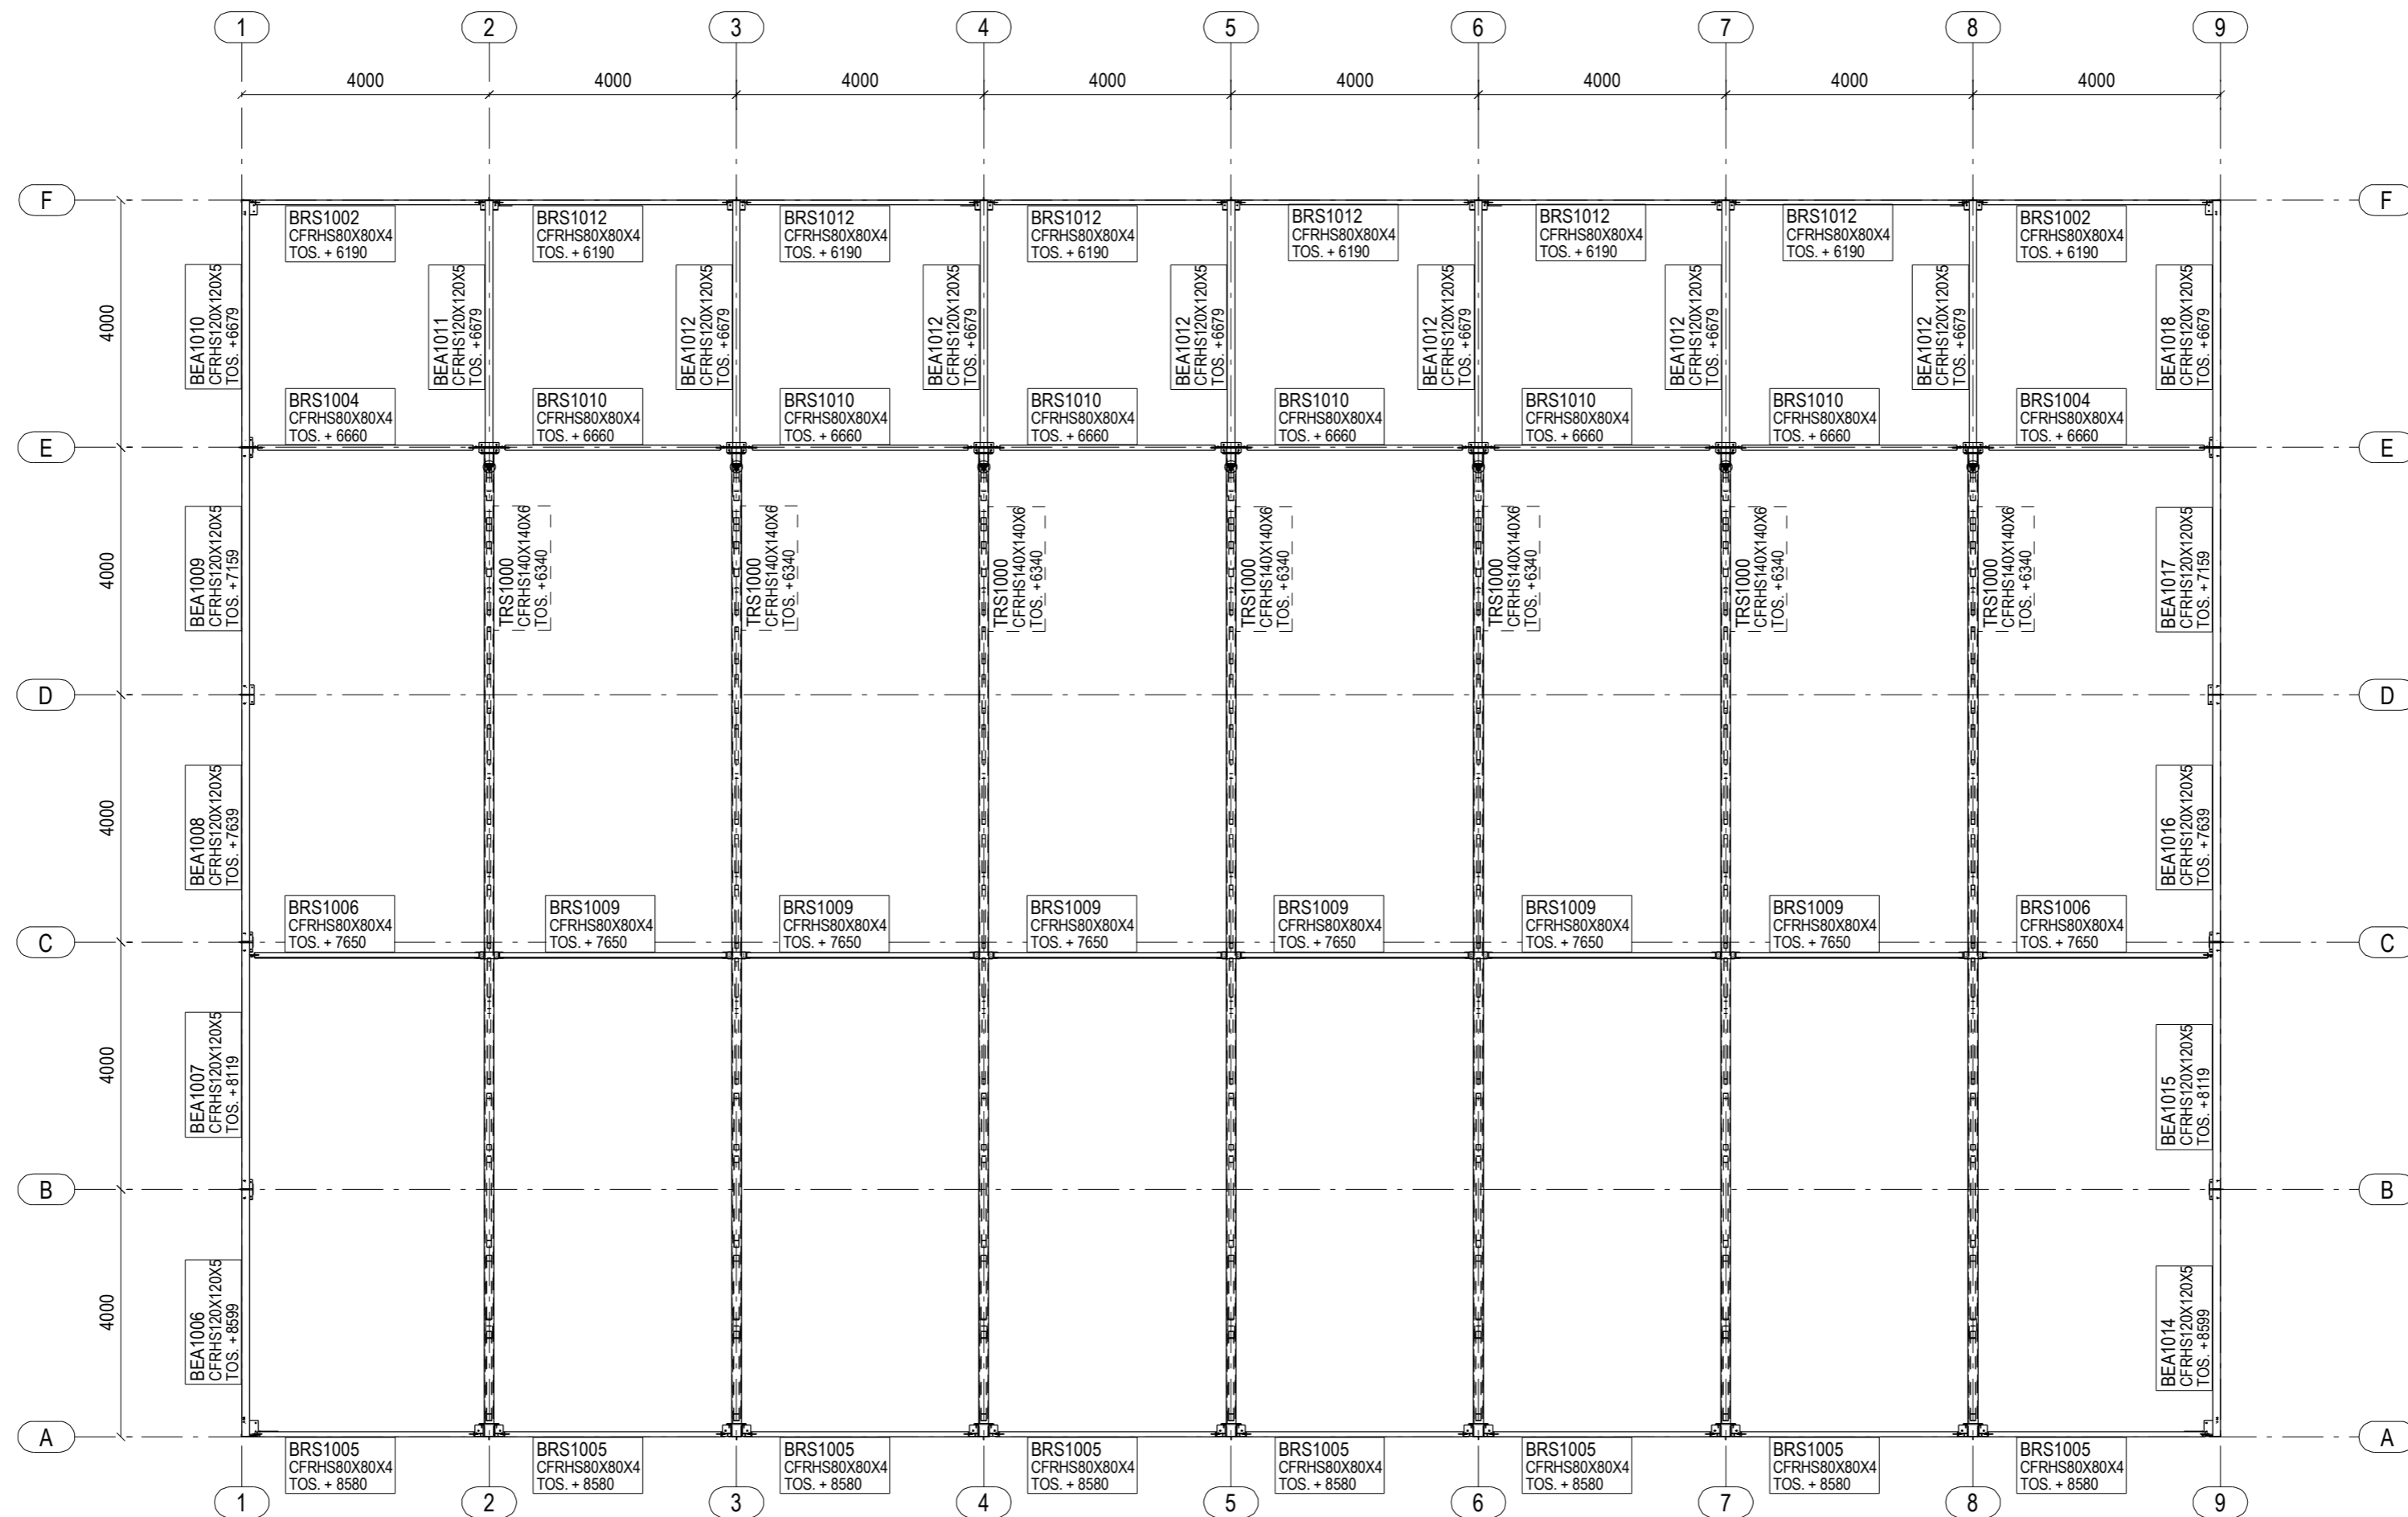 1
2
3
4
5
6
7
8
9
4000
4000
4000
4000
4000
4000
4000
4000
F
F
BRS1002
CFRHS80X80X4
TOS. + 6190
BRS1012
CFRHS80X80X4
TOS. + 6190
BRS1012
CFRHS80X80X4
TOS. + 6190
BRS1012
CFRHS80X80X4
TOS. + 6190
BRS1012
CFRHS80X80X4
TOS. + 6190
BRS1012
CFRHS80X80X4
TOS. + 6190
BRS1012
CFRHS80X80X4
TOS. + 6190
BRS1002
CFRHS80X80X4
TOS. + 6190
4000
BEA1010
CFRHS120X120X5
TOS. +6679
BEA1011
CFRHS120X120X5
TOS. +6679
BEA1012
CFRHS120X120X5
TOS. +6679
BEA1012
CFRHS120X120X5
TOS. +6679
BEA1012
CFRHS120X120X5
TOS. +6679
BEA1012
CFRHS120X120X5
TOS. +6679
BEA1012
CFRHS120X120X5
TOS. +6679
BEA1012
CFRHS120X120X5
TOS. +6679
BEA1018
CFRHS120X120X5
TOS. +6679
BRS1004
CFRHS80X80X4
TOS. + 6660
BRS1010
CFRHS80X80X4
TOS. + 6660
BRS1010
CFRHS80X80X4
TOS. + 6660
BRS1010
CFRHS80X80X4
TOS. + 6660
BRS1010
CFRHS80X80X4
TOS. + 6660
BRS1010
CFRHS80X80X4
TOS. + 6660
BRS1010
CFRHS80X80X4
TOS. + 6660
BRS1004
CFRHS80X80X4
TOS. + 6660
E
E
4000
BEA1009
CFRHS120X120X5
TOS. +7159
TRS1000
CFRHS140X140X6
TOS. +6340
TRS1000
CFRHS140X140X6
TOS. +6340
TRS1000
CFRHS140X140X6
TOS. +6340
TRS1000
CFRHS140X140X6
TOS. +6340
TRS1000
CFRHS140X140X6
TOS. +6340
TRS1000
CFRHS140X140X6
TOS. +6340
TRS1000
CFRHS140X140X6
TOS. +6340
BEA1017
CFRHS120X120X5
TOS. +7159
D
D
4000
BEA1008
CFRHS120X120X5
TOS. +7639
BEA1016
CFRHS120X120X5
TOS. +7639
BRS1006
CFRHS80X80X4
TOS. + 7650
BRS1009
CFRHS80X80X4
TOS. + 7650
BRS1009
CFRHS80X80X4
TOS. + 7650
BRS1009
CFRHS80X80X4
TOS. + 7650
BRS1009
CFRHS80X80X4
TOS. + 7650
BRS1009
CFRHS80X80X4
TOS. + 7650
BRS1009
CFRHS80X80X4
TOS. + 7650
BRS1006
CFRHS80X80X4
TOS. + 7650
C
C
4000
BEA1007
CFRHS120X120X5
TOS. +8119
BEA1015
CFRHS120X120X5
TOS. +8119
B
B
4000
BEA1006
CFRHS120X120X5
TOS. +8599
BEA1014
CFRHS120X120X5
TOS. +8599
A
A
BRS1005
CFRHS80X80X4
TOS. + 8580
BRS1005
CFRHS80X80X4
TOS. + 8580
BRS1005
CFRHS80X80X4
TOS. + 8580
BRS1005
CFRHS80X80X4
TOS. + 8580
BRS1005
CFRHS80X80X4
TOS. + 8580
BRS1005
CFRHS80X80X4
TOS. + 8580
BRS1005
CFRHS80X80X4
TOS. + 8580
BRS1005
CFRHS80X80X4
TOS. + 8580
1
2
3
4
5
6
7
8
9